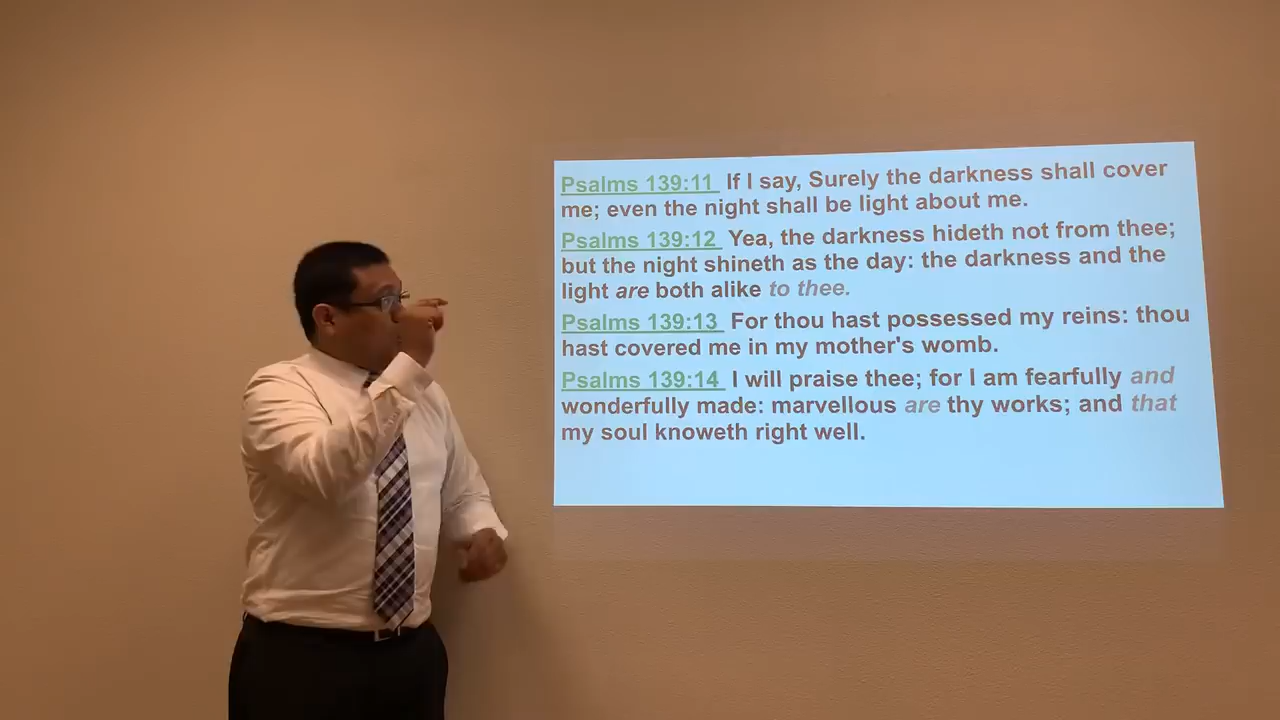 Psalms 139:11 If I say, Surely the darkness shall cover
me; even the night shall be light about me.
Psalms 139:12 Yea, the darkness hideth not from thee;
but the night shineth as the day: the darkness and the
light are both alike to thee.
Psalms 139:13 For thou hast possessed my reins: thou
hast covered me in my mother's womb.
Psalms 139:14 I will praise thee; for I am fearfully and
wonderfully made: marvellous are thy works; and that
my soul knoweth right well.